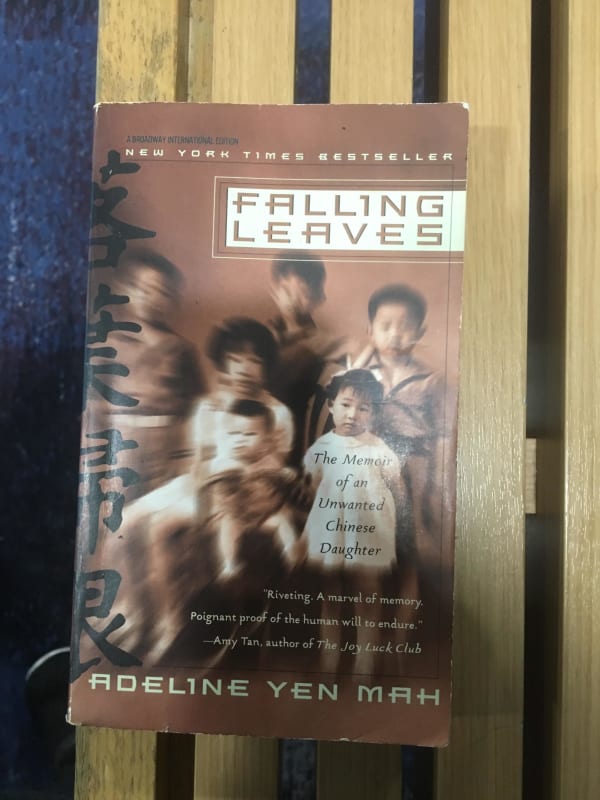 A BROADWAY INTERNATIONAL EDITION
NEW YORK TIMES BESTSELLER
FALLING
LEAVES
落葉歸根
The Memoir
of an
Unwanted
Chinese
Daughter
"Riveting. A marvel of memory.
Poignant proof of the human will to endure."
—Amy Tan, author of The Joy Luck Club
ADELINE YEN MAH